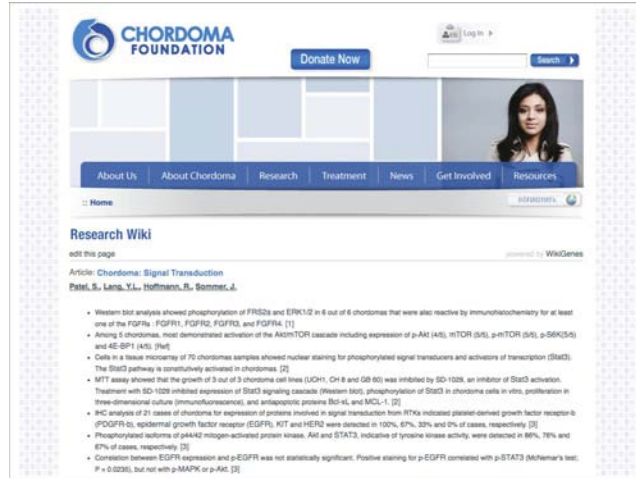 CHORDOMA
FOUNDATION
Log In
Donate Now
Search
About Us
About Chordoma
Research
Treatment
News
Get Involved
Resources
:: Home
Research Wiki
edit this page
powered by WikiGenes
Article: Chordoma: Signal Transduction
Patel, S., Lang, Y.L., Hoffmann, R., Sommer, J.
Western blot analysis showed phosphorylation of FRS2a and ERK1/2 in 6 out of 6 chordomas that were also reactive by immunohistochemistry for at least
one of the FGFRs : FGFR1, FGFR2, FGFR3, and FGFR4. [1]
Among 5 chordomas, most demonstrated activation of the Akt/mTOR cascade including expression of p-Akt (4/5), mTOR (5/5), p-mTOR (5/5), p-S6K(5/5)
and 4E-BP1 (4/5). [Ref]
Cells in a tissue microarray of 70 chordomas samples showed nuclear staining for phosphorylated signal transducers and activators of transcription (Stat3).
The Stat3 pathway is constitutively activated in chordomas. [2]
MTT assay showed that the growth of 3 out of 3 chordoma cell lines (UCH1, CH 8 and GB 60) was inhibited by SD-1029, an inhibitor of Stat3 activation.
Treatment with SD-1029 inhibited expression of Stat3 signaling cascade (Western blot), phosphorylation of Stat3 in chordoma cells in vitro, proliferation in
three-dimensional culture (immunofluorescence), and antiapoptotic proteins Bcl-xL and MCL-1. [2]
IHC analysis of 21 cases of chordoma for expression of proteins involved in signal transduction from RTKs indicated platelet-derived growth factor receptor-b
(PDGFR-b), epidermal growth factor receptor (EGFR), KIT and HER2 were detected in 100%, 67%, 33% and 0% of cases, respectively. [3]
Phosphorylated isoforms of p44/42 mitogen-activated protein kinase, Akt and STAT3, indicative of tyrosine kinase activity, were detected in 86%, 76% and
67% of cases, respectively. [3]
Correlation between EGFR expression and p-EGFR was not statistically significant. Positive staining for p-EGFR correlated with p-STAT3 (McNemar's test;
P = 0.0235), but not with p-MAPK or p-Akt. [3]